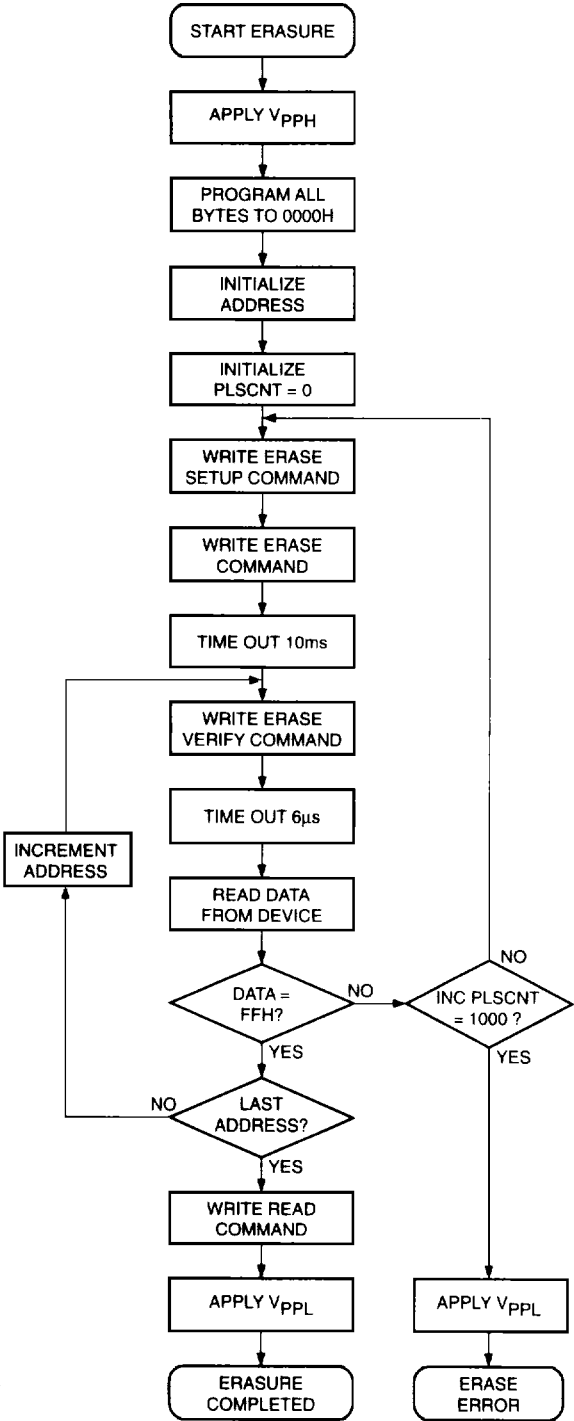 START ERASURE
APPLY VPPH
PROGRAM ALL
BYTES TO 0000H
INITIALIZE
ADDRESS
INITIALIZE
PLSCNT = 0
WRITE ERASE
SETUP COMMAND
WRITE ERASE
COMMAND
TIME OUT 10ms
WRITE ERASE
VERIFY COMMAND
TIME OUT 6μs
INCREMENT
ADDRESS
READ DATA
FROM DEVICE
NO
DATA =
FFH?
NO
INC PLSCNT
= 1000 ?
YES
YES
NO
LAST
ADDRESS?
YES
WRITE READ
COMMAND
APPLY VPPL
APPLY VPPL
ERASURE
COMPLETED
ERASE
ERROR